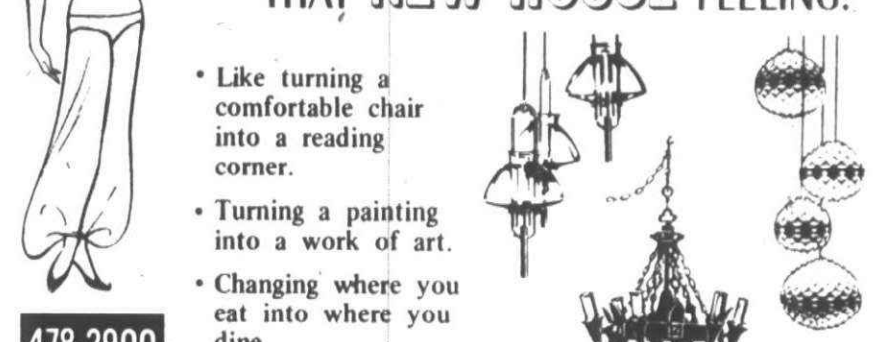 THAT NEW HOUSE FEELING.
• Like turning a
comfortable chair
into a reading
corner.
• Turning a painting
into a work of art.
• Changing where you
eat into where you
dine
478-2900